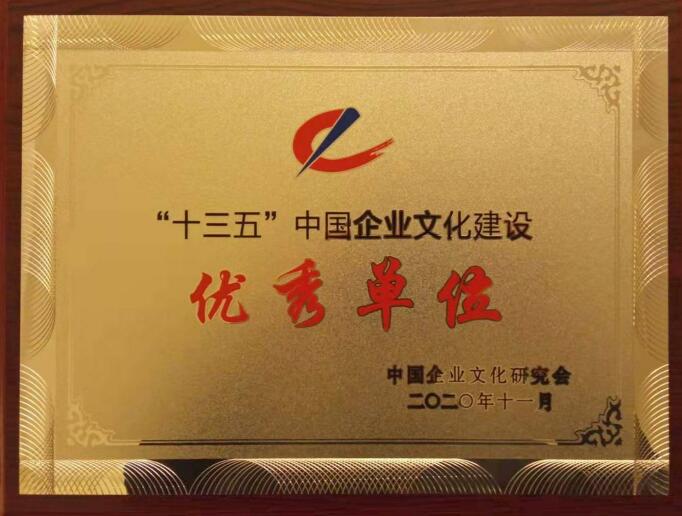 “十三五”中国企业文化建设
优秀单位
中国企业文化研究会
二〇二〇年十一月